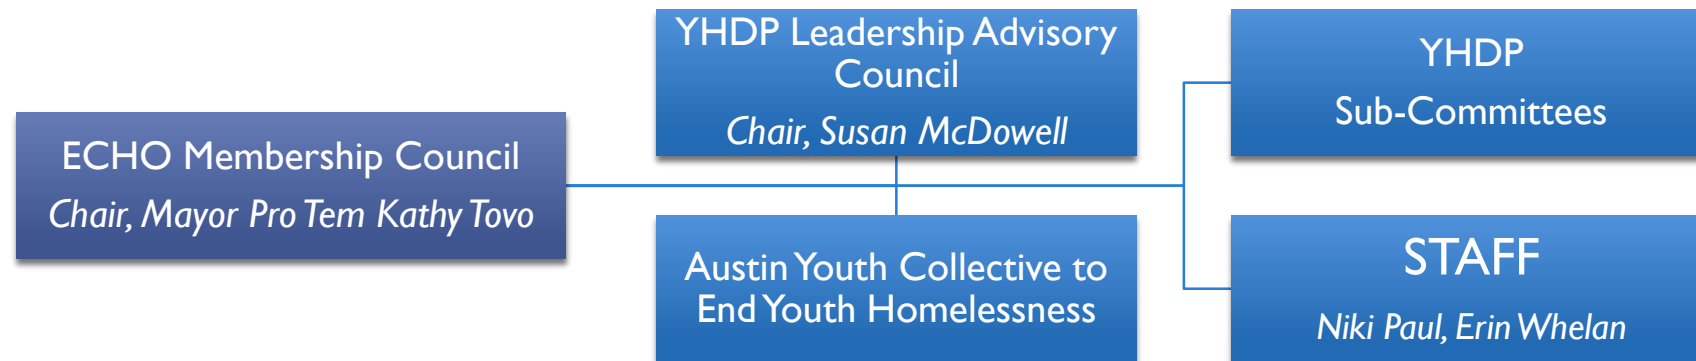 ECHO Membership Council
Chair, Mayor Pro Tem Kathy Tovo
YHDP Leadership Advisory
Council
Chair, Susan McDowell
Austin Youth Collective to
End Youth Homelessness
YHDP
Sub-Committees
STAFF
Niki Paul, Erin Whelan